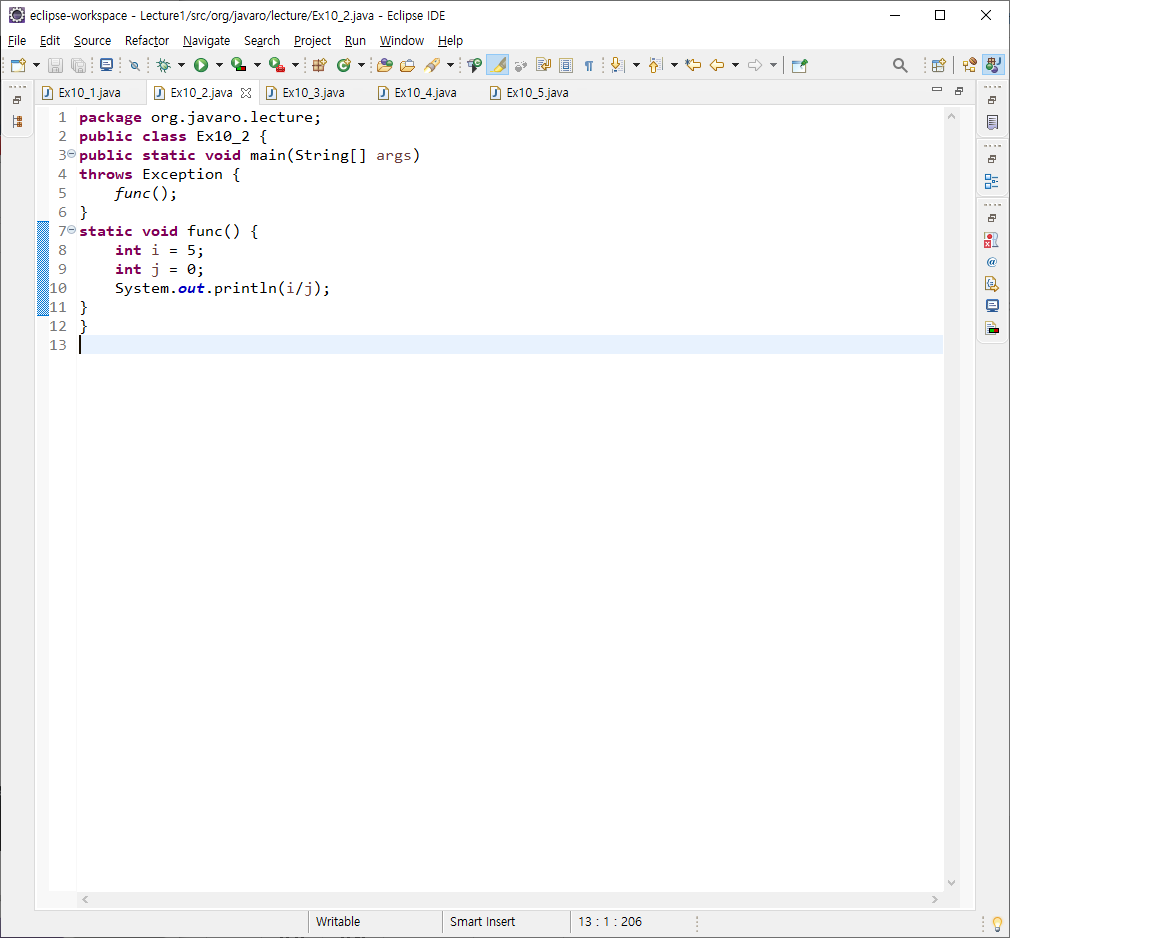 eclipse-workspace - Lecture1/src/org/javaro/lecture/Ex10_2.java - Eclipse IDE
File Edit Source Refactor Navigate Search Project Run Window Help
Ex10_1.java Ex10_2.java Ex10_3.java Ex10_4.java Ex10_5.java
1 package org.javaro.lecture;
2 public class Ex10_2 {
3 public static void main(String[] args)
4 throws Exception {
5     func();
6 }
7 static void func() {
8     int i = 5;
9     int j = 0;
10     System.out.println(i/j);
11 }
12 }
13
Writable Smart Insert 13 : 1 : 206